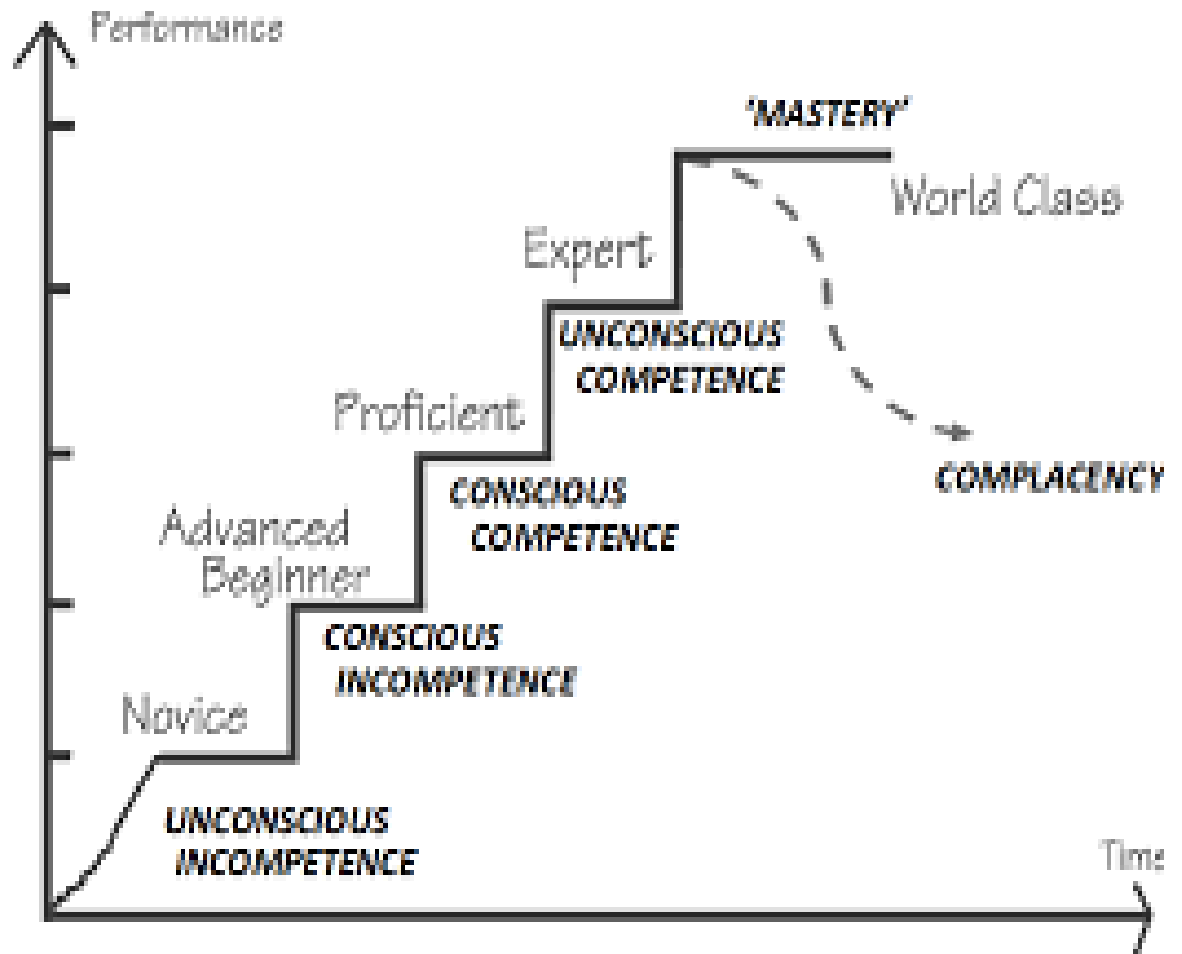 Performance
‘MASTERY’
World Class
Expert
UNCONSCIOUS
COMPETENCE
Proficient
COMPLACENCY
CONSCIOUS
COMPETENCE
Advanced
Beginner
CONSCIOUS
INCOMPETENCE
Novice
UNCONSCIOUS
INCOMPETENCE
Time